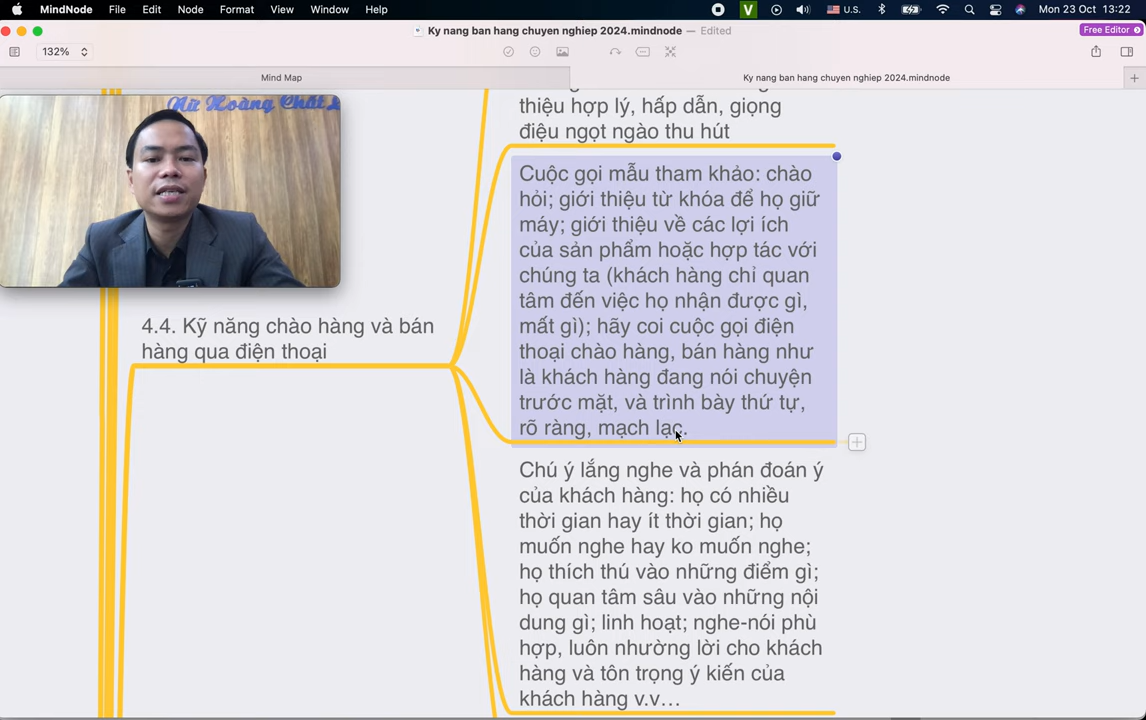 MindNode File Edit Node Format View Window Help V U.S. Mon 23 Oct 13:22
Ky nang ban hang chuyen nghiep 2024.mindnode — Edited
Free Editor
132%
Mind Map
Ky nang ban hang chuyen nghiep 2024.mindnode
Nữ Hoàng Chất
thiệu hợp lý, hấp dẫn, giọng
điệu ngọt ngào thu hút
Cuộc gọi mẫu tham khảo: chào
hỏi; giới thiệu từ khóa để họ giữ
máy; giới thiệu về các lợi ích
của sản phẩm hoặc hợp tác với
chúng ta (khách hàng chỉ quan
tâm đến việc họ nhận được gì,
mất gì); hãy coi cuộc gọi điện
thoại chào hàng, bán hàng như
là khách hàng đang nói chuyện
trước mặt, và trình bày thứ tự,
rõ ràng, mạch lạc.
4.4. Kỹ năng chào hàng và bán
hàng qua điện thoại
Chú ý lắng nghe và phán đoán ý
của khách hàng: họ có nhiều
thời gian hay ít thời gian; họ
muốn nghe hay ko muốn nghe;
họ thích thú vào những điểm gì;
họ quan tâm sâu vào những nội
dung gì; linh hoạt; nghe-nói phù
hợp, luôn nhường lời cho khách
hàng và tôn trọng ý kiến của
khách hàng v.v...